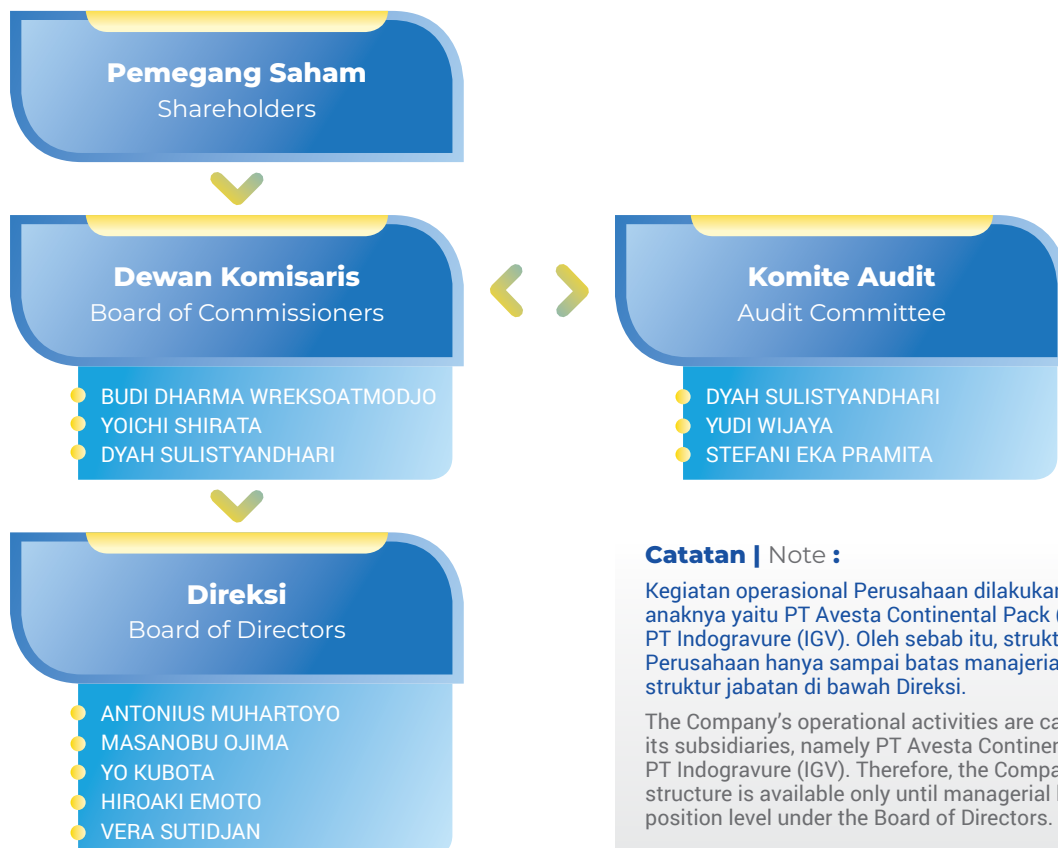 Pemegang Saham
Shareholders
Dewan Komisaris
Board of Commissioners
BUDI DHARMA WREKSOATMODJO
YOICHI SHIRATA
DYAH SULISTYANDHARI
Komite Audit
Audit Committee
DYAH SULISTYANDHARI
YUDI WIJAYA
STEFANI EKA PRAMITA
Direksi
Board of Directors
ANTONIUS MUHARTOYO
MASANOBU OJIMA
YO KUBOTA
HIROAKI EMOTO
VERA SUTIDJAN
Catatan | Note :
Kegiatan operasional Perusahaan dilakukan
anaknya yaitu PT Avesta Continental Pack (
PT Indogravure (IGV). Oleh sebab itu,
Perusahaan hanya sampai batas
struktur jabatan di bawah Direksi.
The Company's operational activities are
its subsidiaries, namely PT Avesta
PT Indogravure (IGV). Therefore, the
structure is available only until managerial
position level under the Board of Directors.